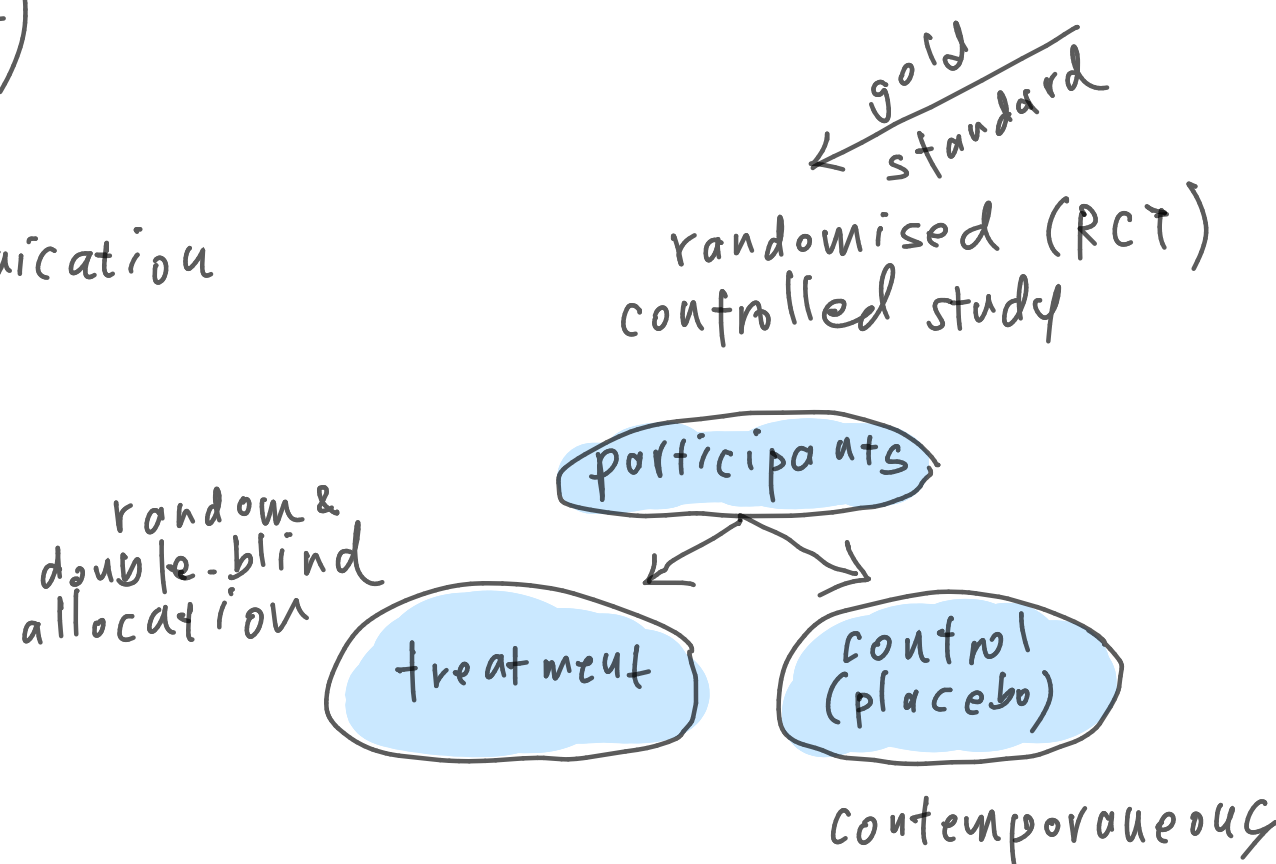 gold
standard
randomised (RCT)
controlled study
participants
random &
double-blind
allocation
treatment
control
(placebo)
contemporaneous